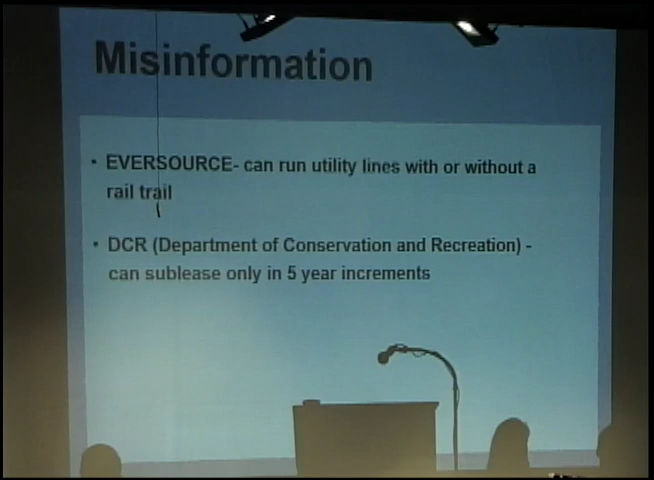 Misinformation
• EVERSOURCE- can run utility lines with or without a
rail trail
• DCR (Department of Conservation and Recreation) -
can sublease only in 5 year increments